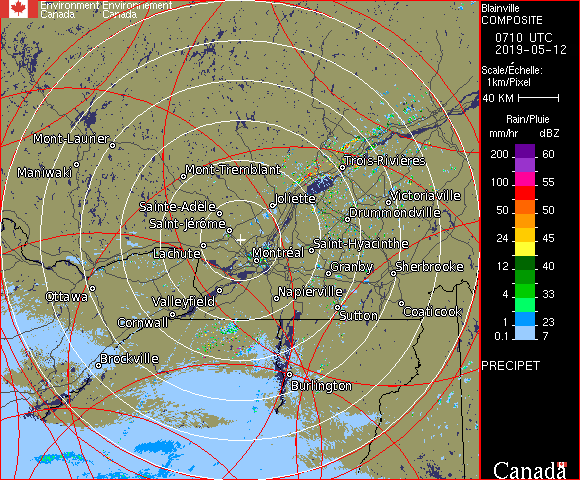 Environment Environnement
Canada Canada
Blainville
COMPOSITE
0710 UTC
2019-05-12
Scale/Échelle:
1km/Pixel
40 KM
Rain/Pluie
mm/hr dBZ
200 60
100 55
50 50
24 45
12 40
4 33
2 30
1 23
0.1 7
PRECIPET
Canada
Mont-Laurier
Maniwaki
Mont-Tremblant
Trois-Rivières
Sainte-Adèle
Joliette
Victoriaville
Drummondville
Saint-Jérôme
Lachute
Montréal
Saint-Hyacinthe
Granby
Sherbrooke
Ottawa
Valleyfield
Napierville
Cornwall
Sutton
Coaticook
Brockville
Burlington